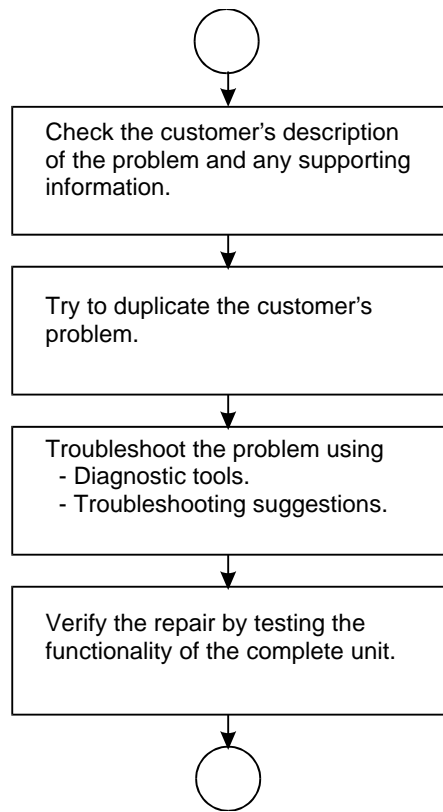 Check the customer’s description
of the problem and any supporting
information.
Try to duplicate the customer’s
problem.
Troubleshoot the problem using
- Diagnostic tools.
- Troubleshooting suggestions.
Verify the repair by testing the
functionality of the complete unit.